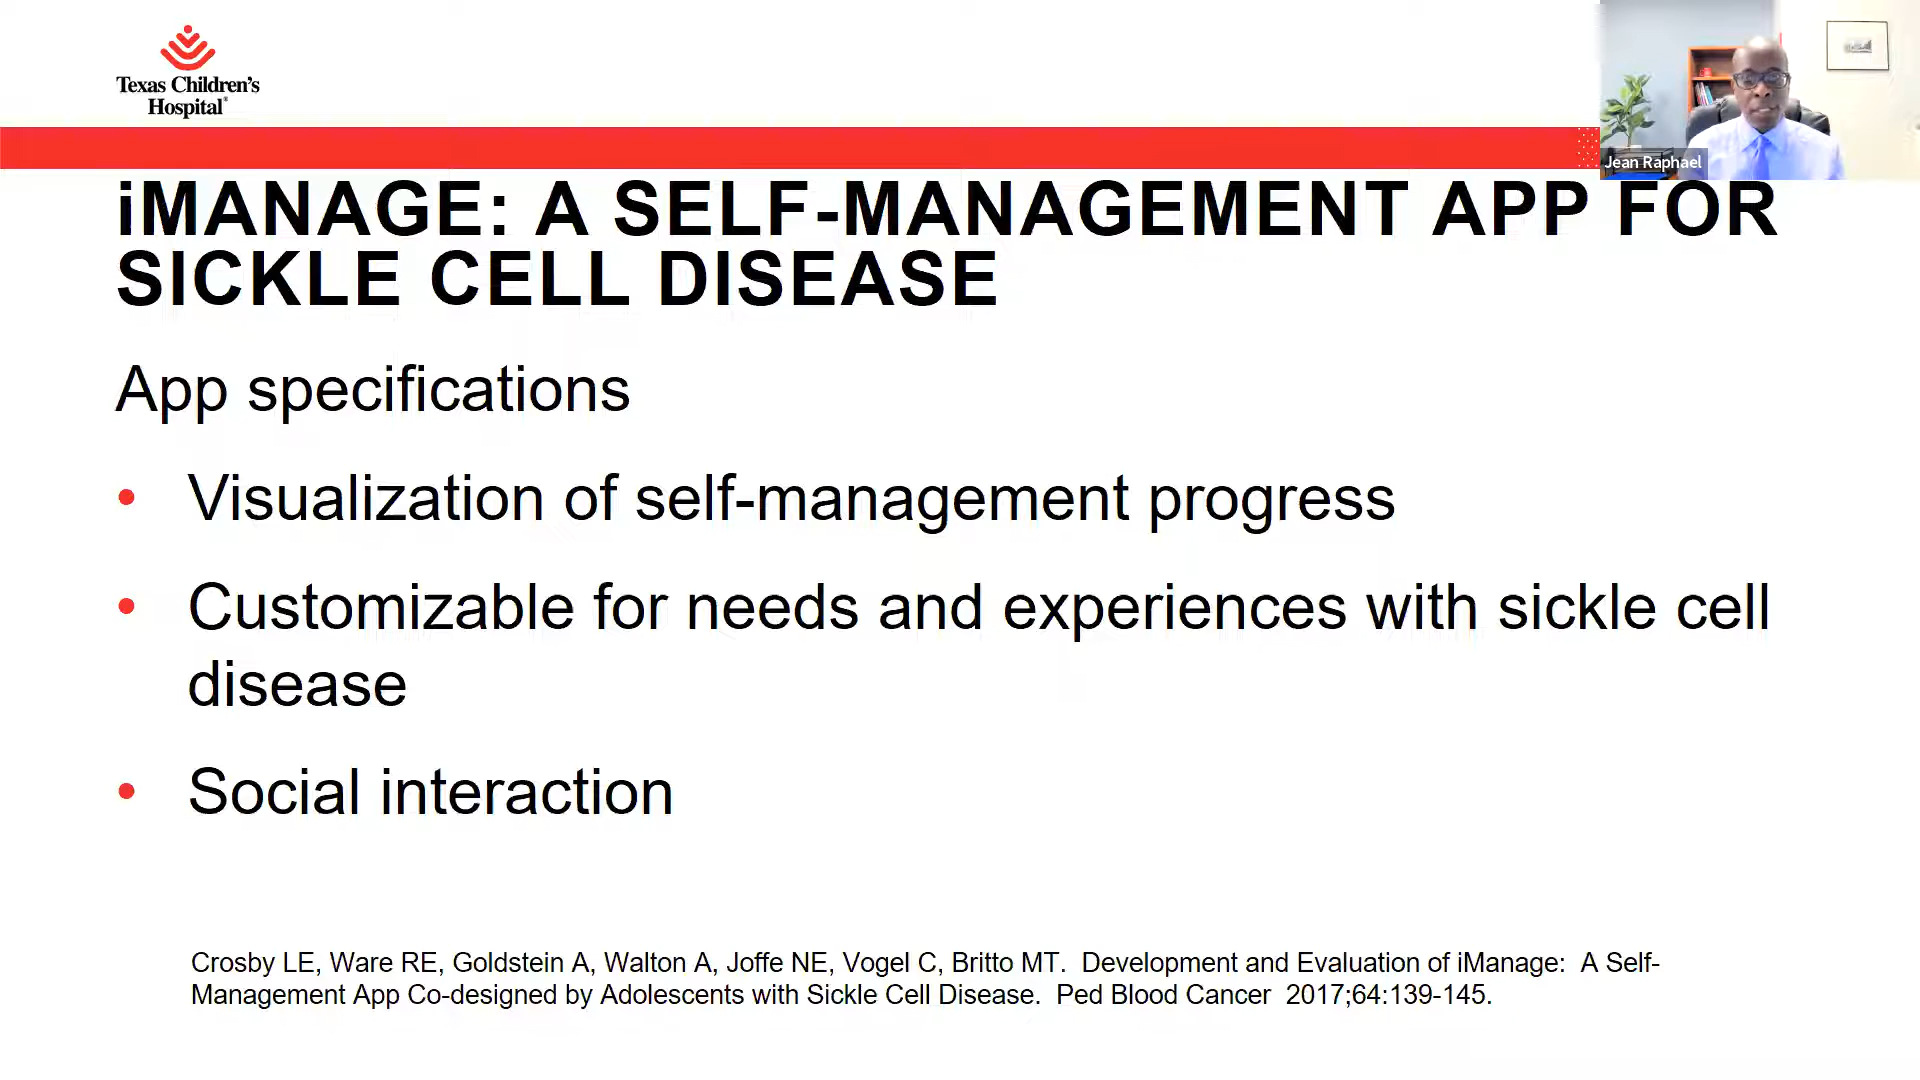 Texas Children's
Hospital®
Jean Raphael
iMANAGE: A SELF-MANAGEMENT APP FOR
SICKLE CELL DISEASE
App specifications
• Visualization of self-management progress
• Customizable for needs and experiences with sickle cell
disease
• Social interaction
Crosby LE, Ware RE, Goldstein A, Walton A, Joffe NE, Vogel C, Britto MT.  Development and Evaluation of iManage:  A Self-
Management App Co-designed by Adolescents with Sickle Cell Disease.  Ped Blood Cancer  2017;64:139-145.